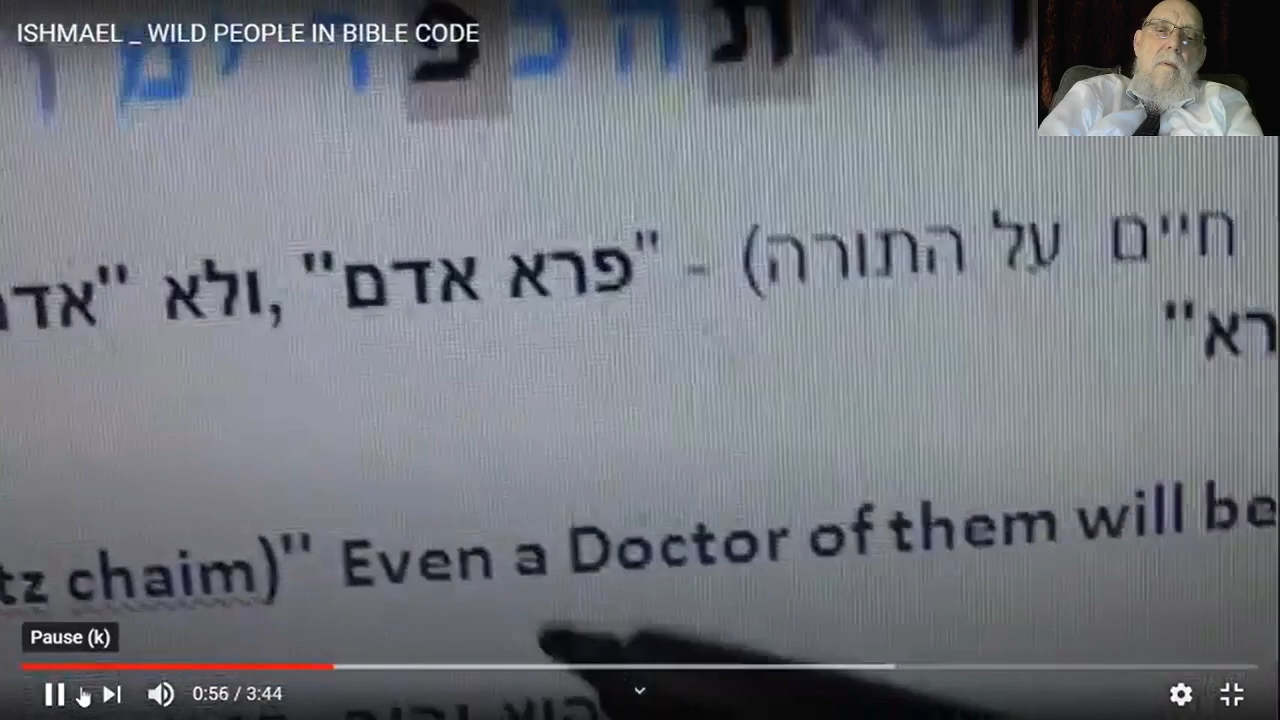 ISHMAEL _ WILD PEOPLE IN BIBLE CODE
ת ה כ פ ך י מ ך
חיים על התורה) - "פרא אדם", ולא "אדם
רא"
tz chaim)" Even a Doctor of them will be
Pause (k)
0:56 / 3:44